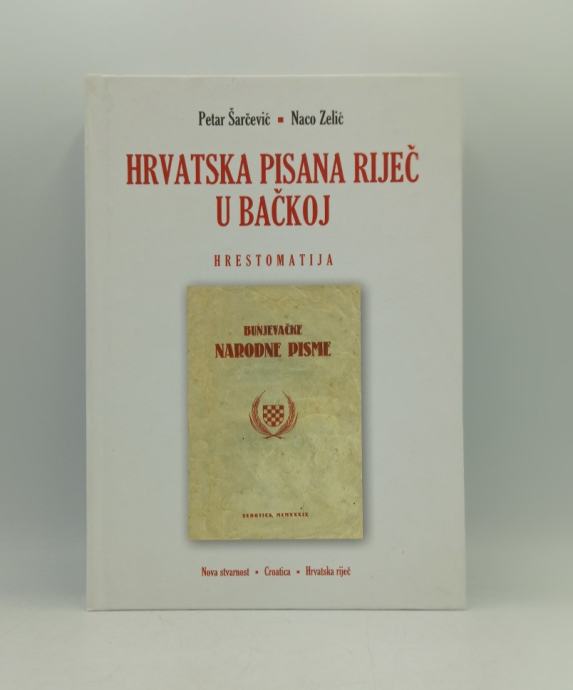 Petar Šarčević ▪ Naco Zelić
HRVATSKA PISANA RIJEČ
U BAČKOJ
HRESTOMATIJA
BUNJEVAČKE
NARODNE PISME
SUBOTICA, MCMXXXIX
Nova stvarnost ▪ Croatica ▪ Hrvatska riječ